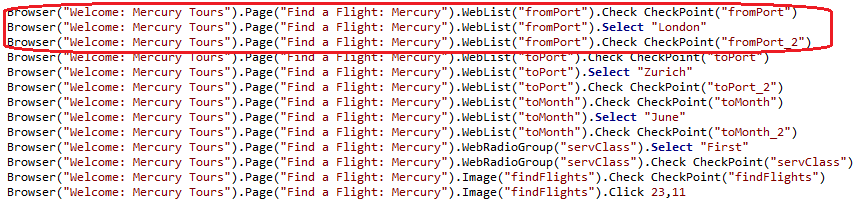 Browser("Welcome: Mercury Tours").Page("Find a Flight: Mercury").WebList("fromPort").Check CheckPoint("fromPort")
Browser("Welcome: Mercury Tours").Page("Find a Flight: Mercury").WebList("fromPort").Select "London"
Browser("Welcome: Mercury Tours").Page("Find a Flight: Mercury").WebList("fromPort").Check CheckPoint("fromPort_2")
Browser("Welcome: Mercury Tours").Page("Find a Flight: Mercury").WebList("toPort").Check CheckPoint("toPort")
Browser("Welcome: Mercury Tours").Page("Find a Flight: Mercury").WebList("toPort").Select "Zurich"
Browser("Welcome: Mercury Tours").Page("Find a Flight: Mercury").WebList("toPort").Check CheckPoint("toPort_2")
Browser("Welcome: Mercury Tours").Page("Find a Flight: Mercury").WebList("toMonth").Check CheckPoint("toMonth")
Browser("Welcome: Mercury Tours").Page("Find a Flight: Mercury").WebList("toMonth").Select "June"
Browser("Welcome: Mercury Tours").Page("Find a Flight: Mercury").WebList("toMonth").Check CheckPoint("toMonth_2")
Browser("Welcome: Mercury Tours").Page("Find a Flight: Mercury").WebRadioGroup("servClass").Select "First"
Browser("Welcome: Mercury Tours").Page("Find a Flight: Mercury").WebRadioGroup("servClass").Check CheckPoint("servClass")
Browser("Welcome: Mercury Tours").Page("Find a Flight: Mercury").Image("findFlights").Check CheckPoint("findFlights")
Browser("Welcome: Mercury Tours").Page("Find a Flight: Mercury").Image("findFlights").Click 23,11